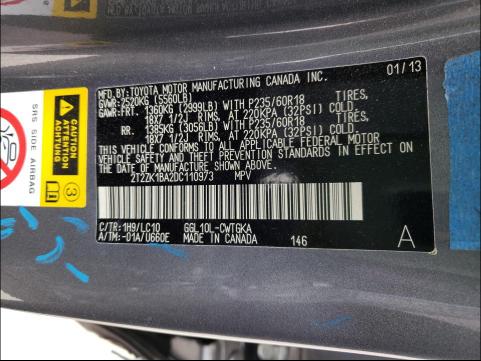 MFD.BY:TOYOTA MOTOR MANUFACTURING CANADA INC. 01/13
GVWR: 2520KG (5560LB)
GAWR:FRT. 1360KG (2999LB) WITH P235/60R18 TIRES,
18X7 1/2J RIMS, AT 220KPA (32PSI) COLD.
RR. 1385KG (3056LB) WITH P235/60R18 TIRES,
18X7 1/2J RIMS, AT 220KPA (32PSI) COLD.
THIS VEHICLE CONFORMS TO ALL APPLICABLE FEDERAL MOTOR
VEHICLE SAFETY AND THEFT PREVENTION STANDARDS IN EFFECT
ON THE DATE OF MANUFACTURE SHOWN ABOVE.
2T2ZK1BA2DC110973 MPV
C/TR:1H9/LC10 GGL10L-CWTGKA
A/TM:-01A/U660E MADE IN CANADA 146 A
SRS SIDE AIRBAG
3